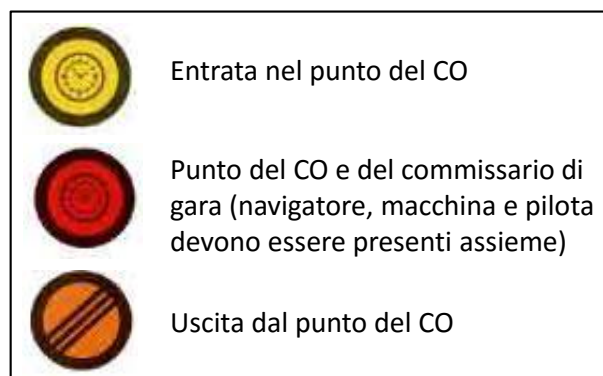 Entrata nel punto del CO
Punto del CO e del commissario di
gara (navigatore, macchina e pilota
devono essere presenti assieme)
Uscita dal punto del CO